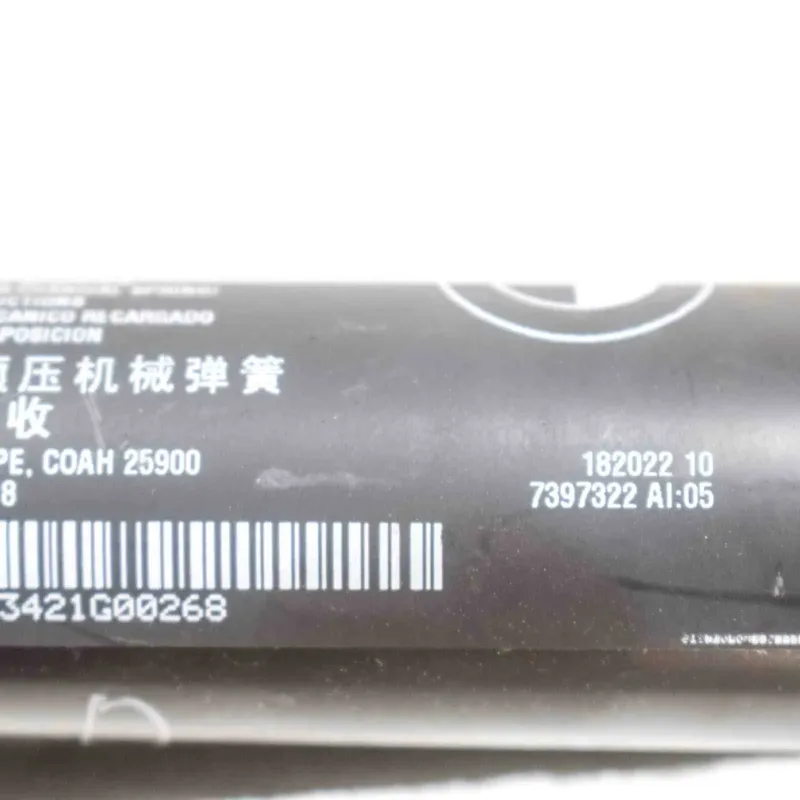 UCTIONS
CANICO RECARGADO
POSICION
预压机械弹簧
收
PE, COAH 25900
8
182022 10
7397322 AI:05
3421G00268